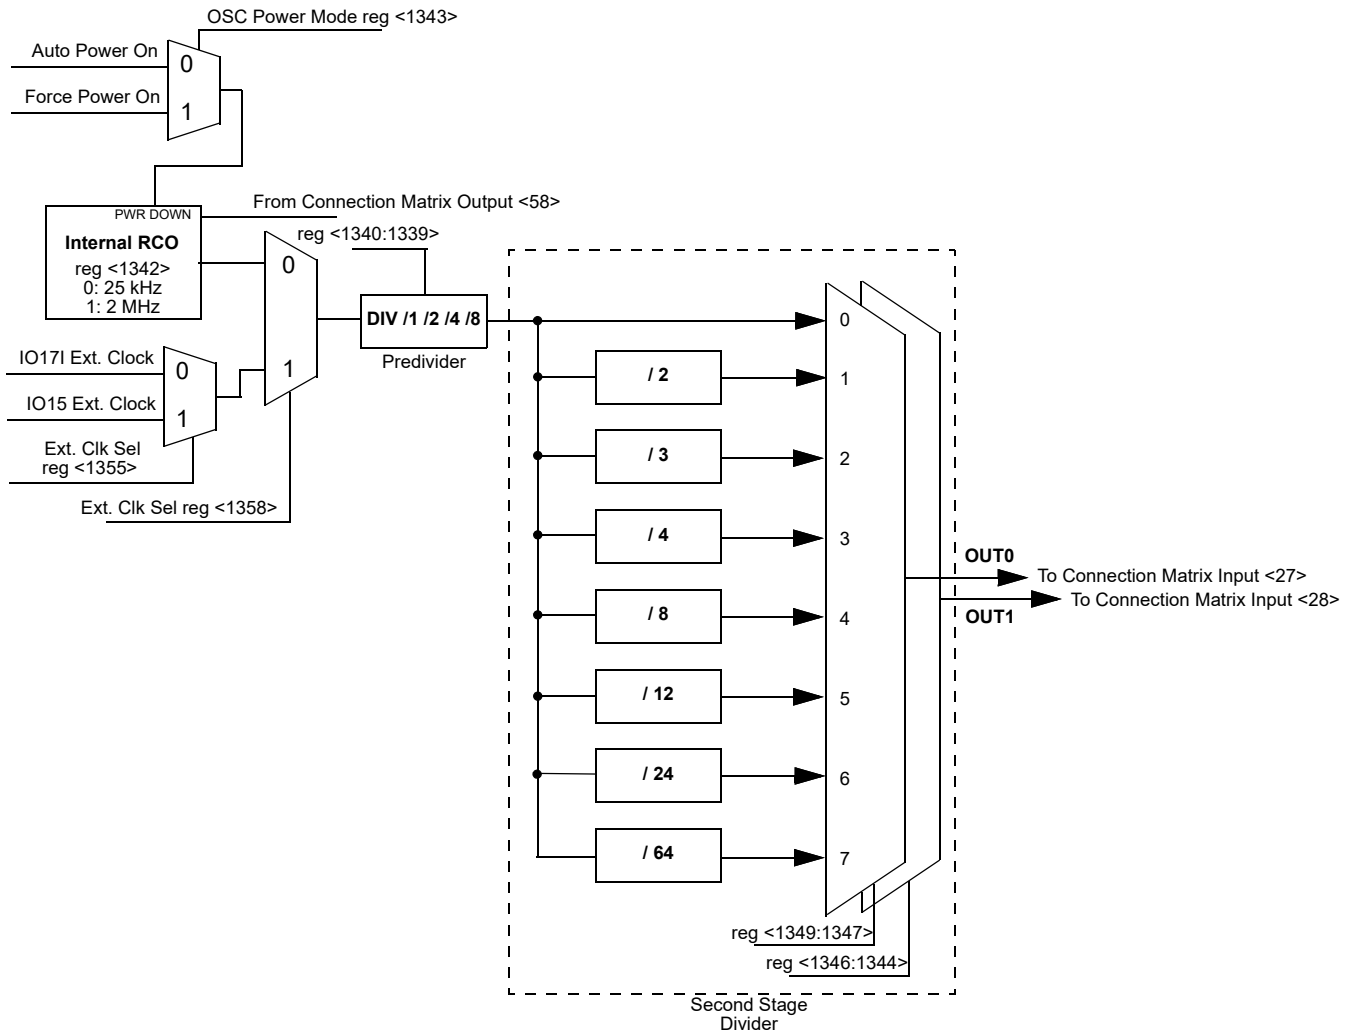 OSC Power Mode reg <1343>
Auto Power On
0
Force Power On
1
From Connection Matrix Output <58>
PWR DOWN
Internal RCO
reg <1342>
0: 25 kHz
1: 2 MHz
reg <1340:1339>
0
1
DIV /1 /2 /4 /8
Predivider
IO17I Ext. Clock
0
IO15 Ext. Clock
1
Ext. Clk Sel
reg <1355>
Ext. Clk Sel reg <1358>
0
/ 2
1
/ 3
2
/ 4
3
/ 8
4
/ 12
5
/ 24
6
/ 64
7
OUT0
To Connection Matrix Input <27>
To Connection Matrix Input <28>
OUT1
reg <1349:1347>
reg <1346:1344>
Second Stage
Divider